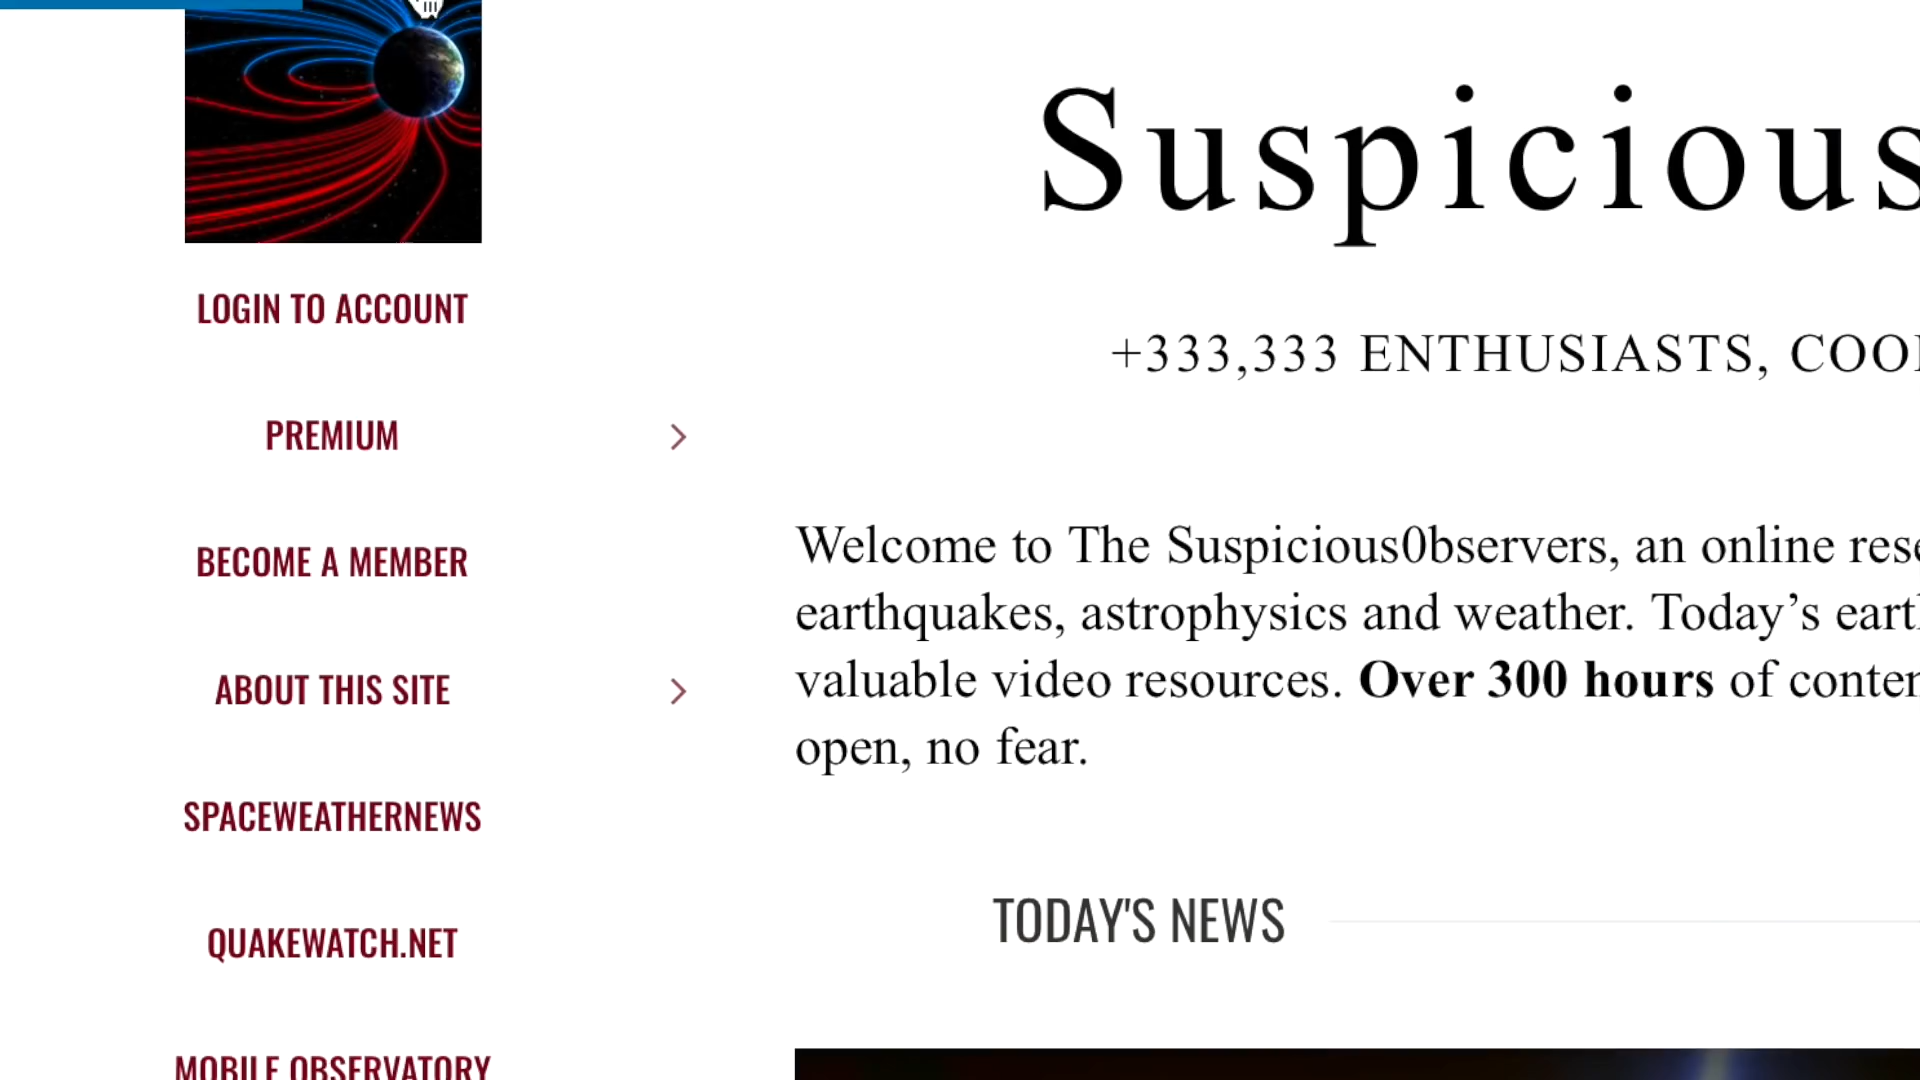 Suspicious
+333,333 ENTHUSIASTS,
LOGIN TO ACCOUNT
PREMIUM
BECOME A MEMBER
ABOUT THIS SITE
SPACEWEATHERNEWS
QUAKEWATCH.NET
MOBILE OBSERVATORY
Welcome to The Suspicious0bservers, an online
earthquakes, astrophysics and weather. Today’s
valuable video resources. Over 300 hours of
open, no fear.
TODAY'S NEWS